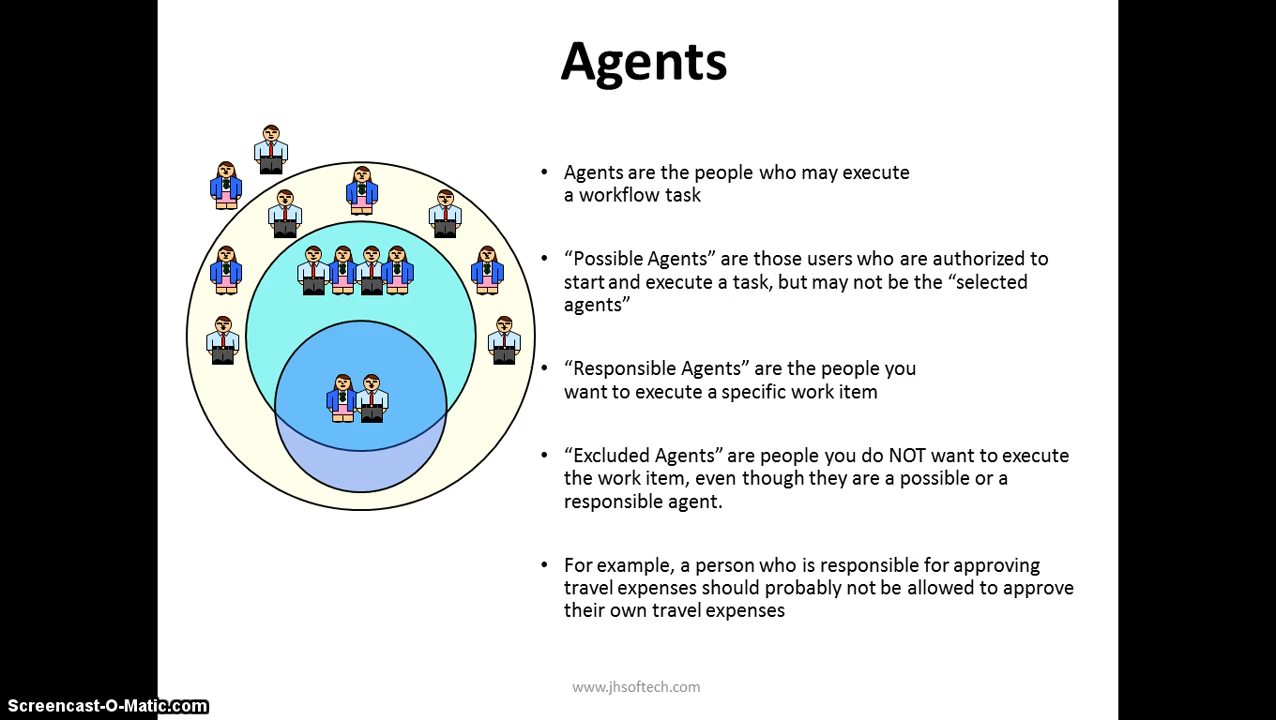 Agents
• Agents are the people who may execute
a workflow task
• “Possible Agents” are those users who are authorized to
start and execute a task, but may not be the “selected
agents”
• “Responsible Agents” are the people you
want to execute a specific work item
• “Excluded Agents” are people you do NOT want to execute
the work item, even though they are a possible or a
responsible agent.
• For example, a person who is responsible for approving
travel expenses should probably not be allowed to approve
their own travel expenses
www.jhsoftech.com
Screencast-O-Matic.com